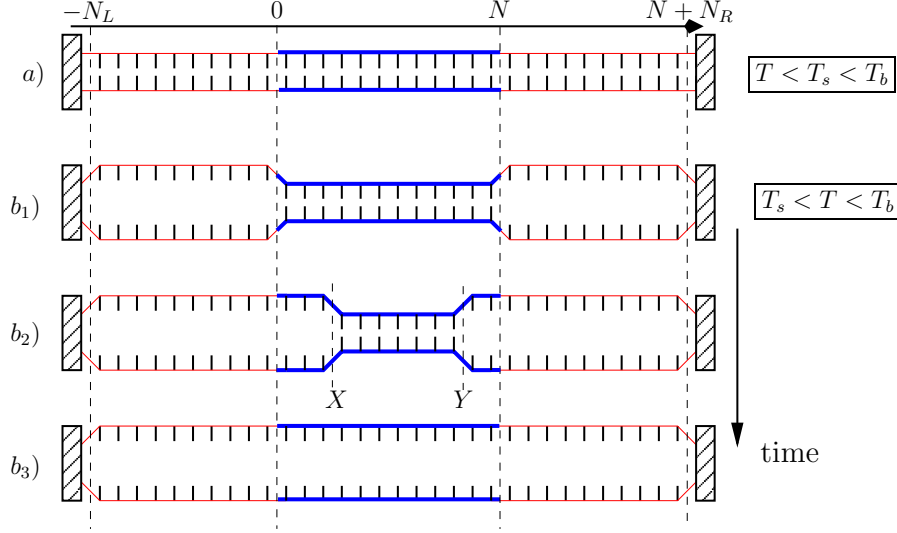 −N_L 0 N N + N_R
a) T < T_s < T_b
b_1) T_s < T < T_b
b_2)
X Y
b_3) time